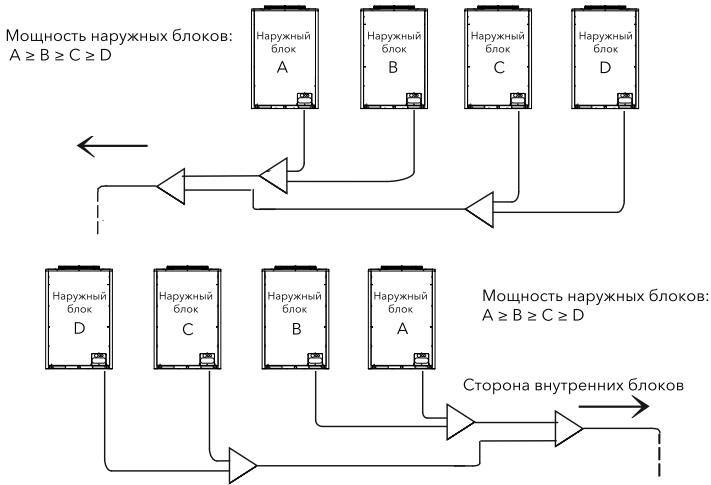 Мощность наружных блоков:
A ≥ B ≥ C ≥ D
Наружный
блок
A
Наружный
блок
B
Наружный
блок
C
Наружный
блок
D
Наружный
блок
D
Наружный
блок
C
Наружный
блок
B
Наружный
блок
A
Мощность наружных блоков:
A ≥ B ≥ C ≥ D
Сторона внутренних блоков